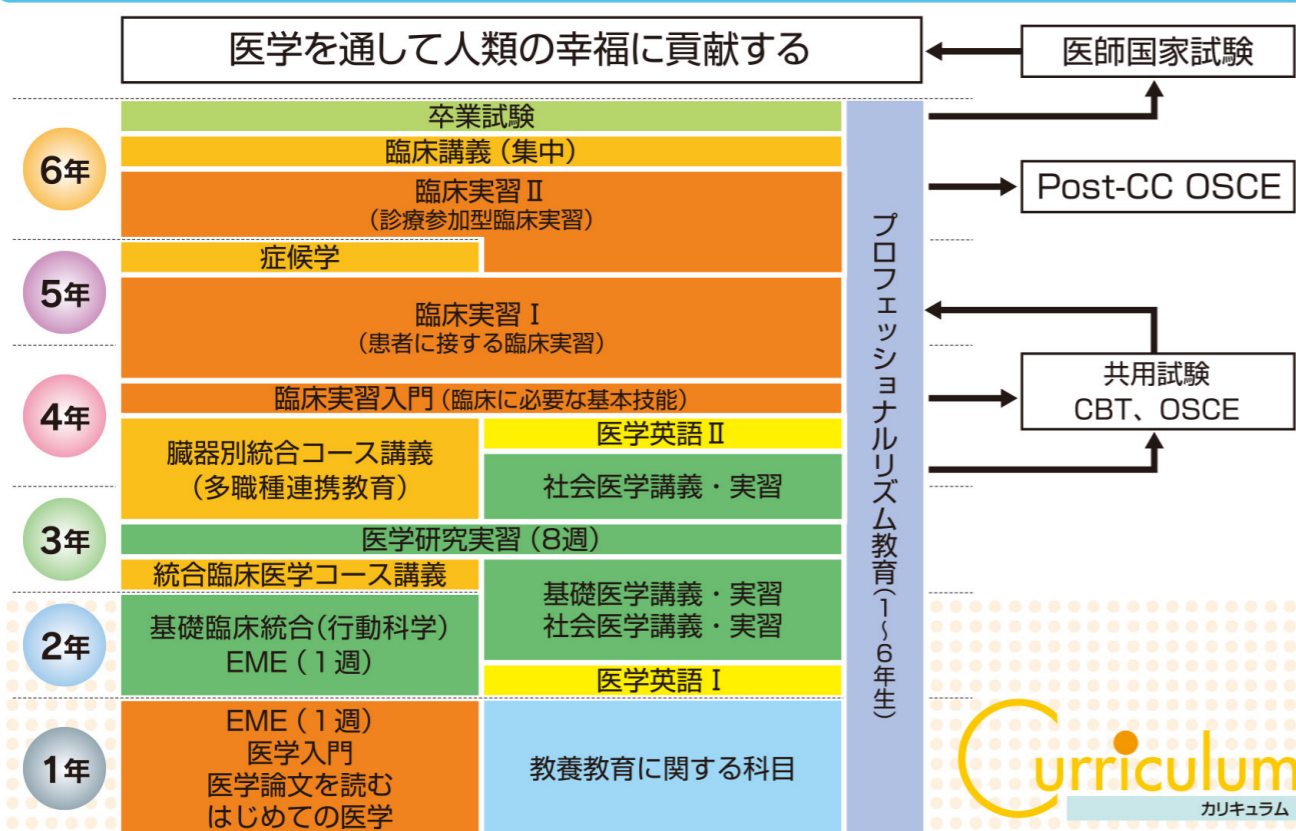 医学を通して人類の幸福に貢献する
医師国家試験
6年
卒業試験
臨床講義（集中）
臨床実習Ⅱ
（診療参加型臨床実習）
Post-CC OSCE
5年
症候学
臨床実習Ⅰ
（患者に接する臨床実習）
4年
臨床実習入門（臨床に必要な基本技能）
共用試験
CBT、OSCE
臓器別統合コース講義
（多職種連携教育）
医学英語Ⅱ
社会医学講義・実習
3年
医学研究実習（8週）
統合臨床医学コース講義
基礎医学講義・実習
社会医学講義・実習
2年
基礎臨床統合（行動科学）
EME（1週）
医学英語Ⅰ
1年
EME（1週）
医学入門
医学論文を読む
はじめての医学
教養教育に関する科目
プロフェッショナルリズム教育（1～6年生）
Curriculum
カリキュラム